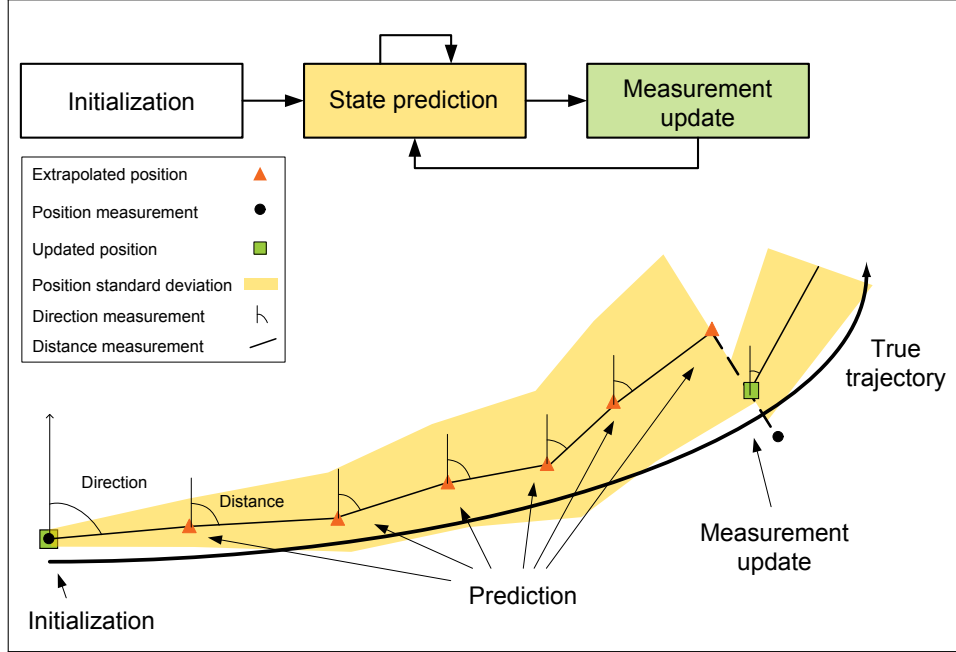 Initialization
State prediction
Measurement
update
Extrapolated position
Position measurement
Updated position
Position standard deviation
Direction measurement
Distance measurement
True
trajectory
Direction
Distance
Measurement
update
Prediction
Initialization